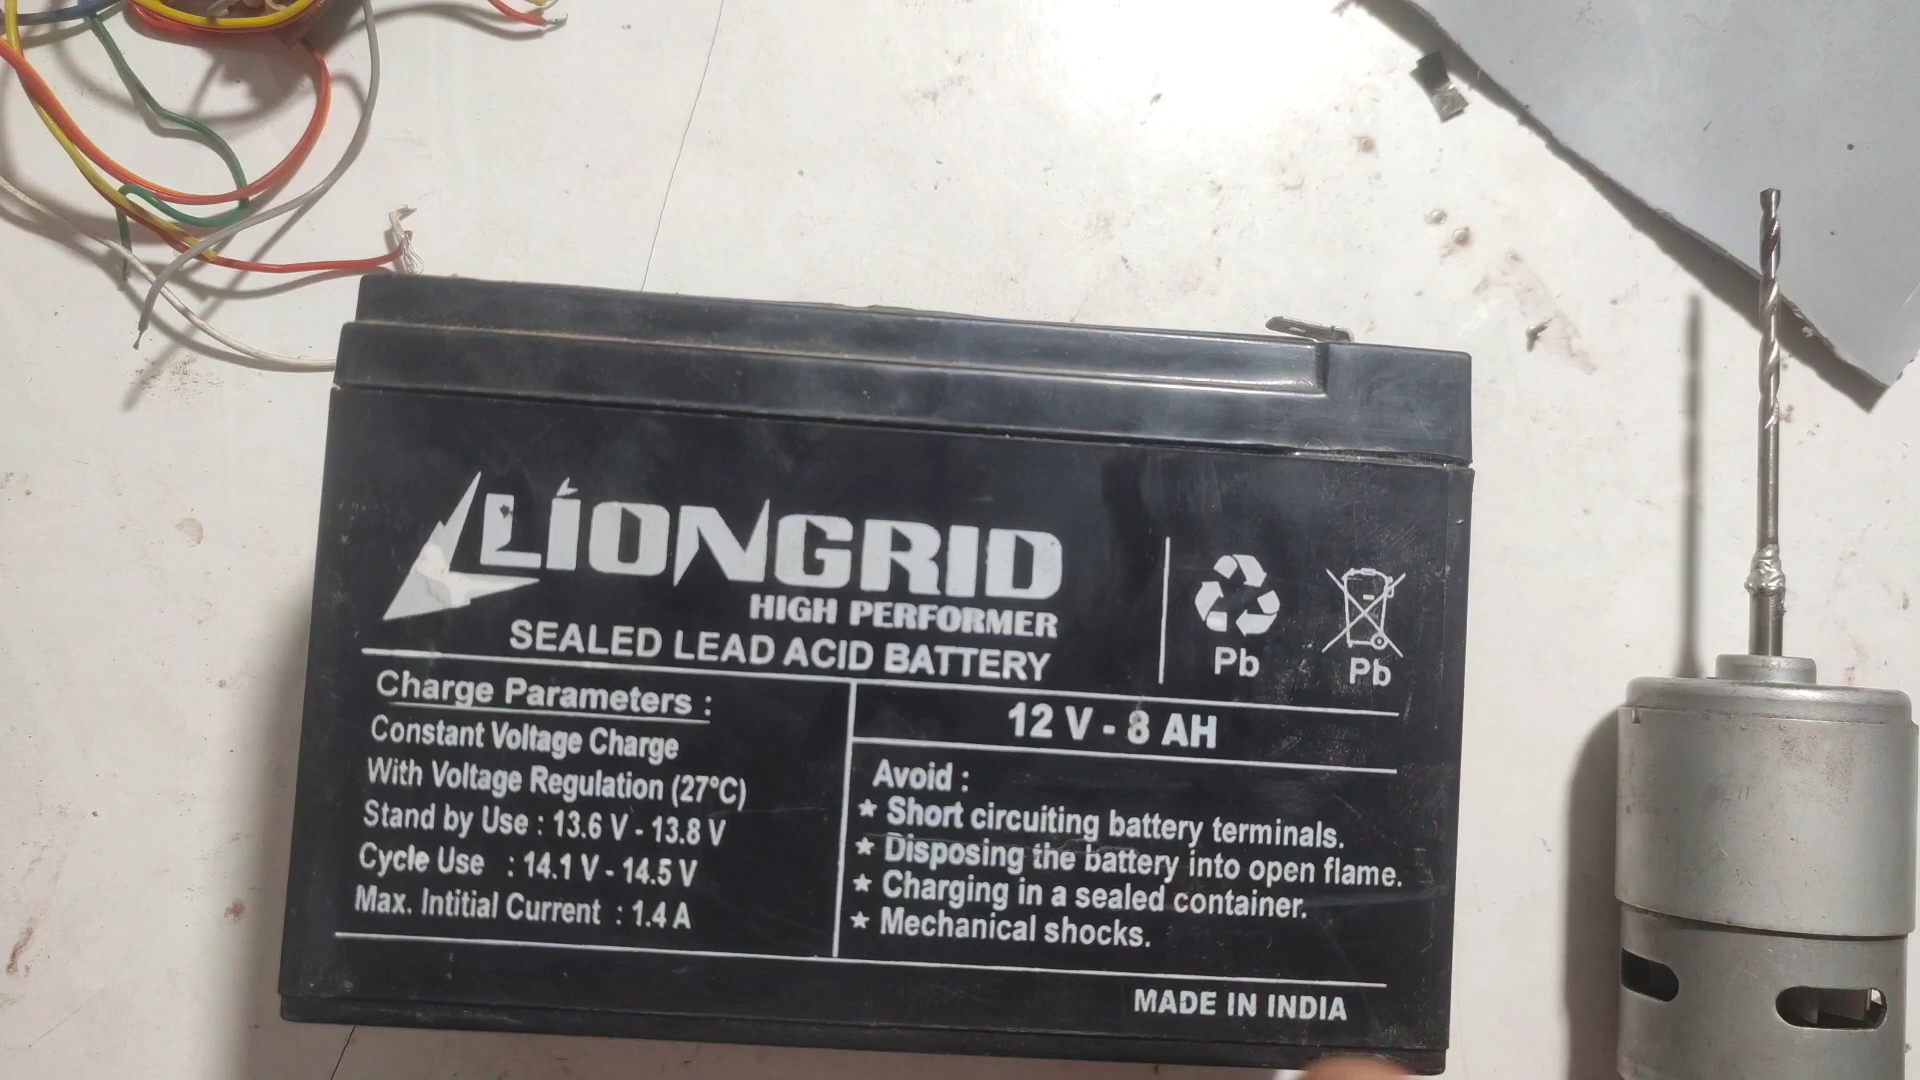 LIONGRID
HIGH PERFORMER
SEALED LEAD ACID BATTERY
Pb
Pb
Charge Parameters :
Constant Voltage Charge
With Voltage Regulation (27°C)
Stand by Use : 13.6 V - 13.8 V
Cycle Use : 14.1 V - 14.5 V
Max. Intitial Current : 1.4 A
12 V - 8 AH
Avoid :
★ Short circuiting battery terminals.
★ Disposing the battery into open flame.
★ Charging in a sealed container.
★ Mechanical shocks.
MADE IN INDIA